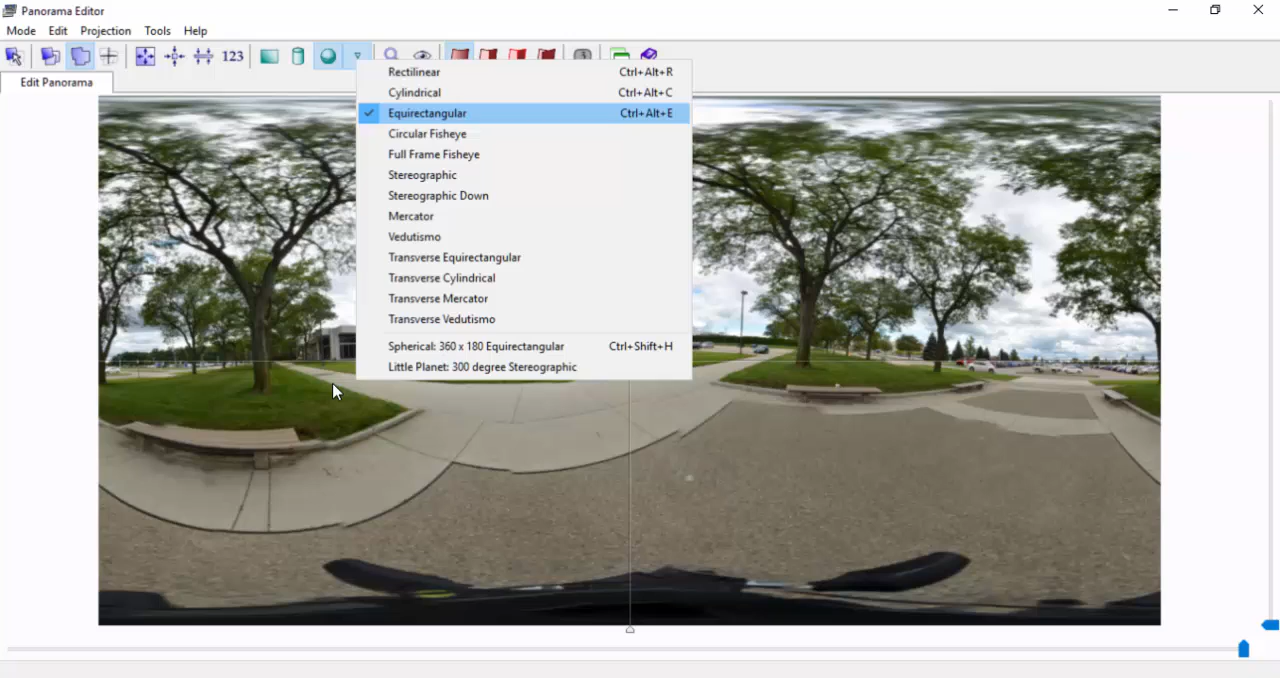 Panorama Editor
Mode Edit Projection Tools Help
123
Edit Panorama
Rectilinear Ctrl+Alt+R
Cylindrical Ctrl+Alt+C
Equirectangular Ctrl+Alt+E
Circular Fisheye
Full Frame Fisheye
Stereographic
Stereographic Down
Mercator
Vedutismo
Transverse Equirectangular
Transverse Cylindrical
Transverse Mercator
Transverse Vedutismo
Spherical: 360 x 180 Equirectangular Ctrl+Shift+H
Little Planet: 300 degree Stereographic